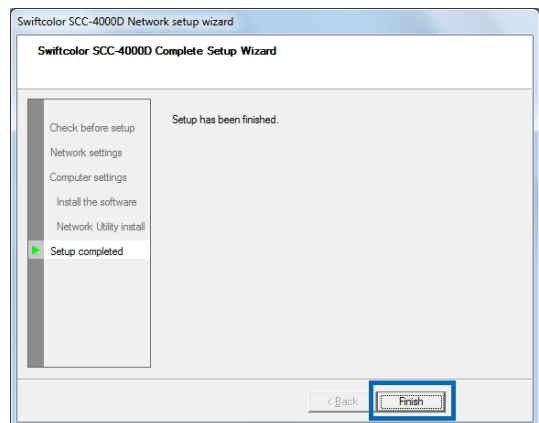 Swiftcolor SCC-4000D Network setup wizard
Swiftcolor SCC-4000D Complete Setup Wizard
Check before setup
Network settings
Computer settings
Install the software
Network Utility install
Setup completed
Setup has been finished.
< Back
Finish